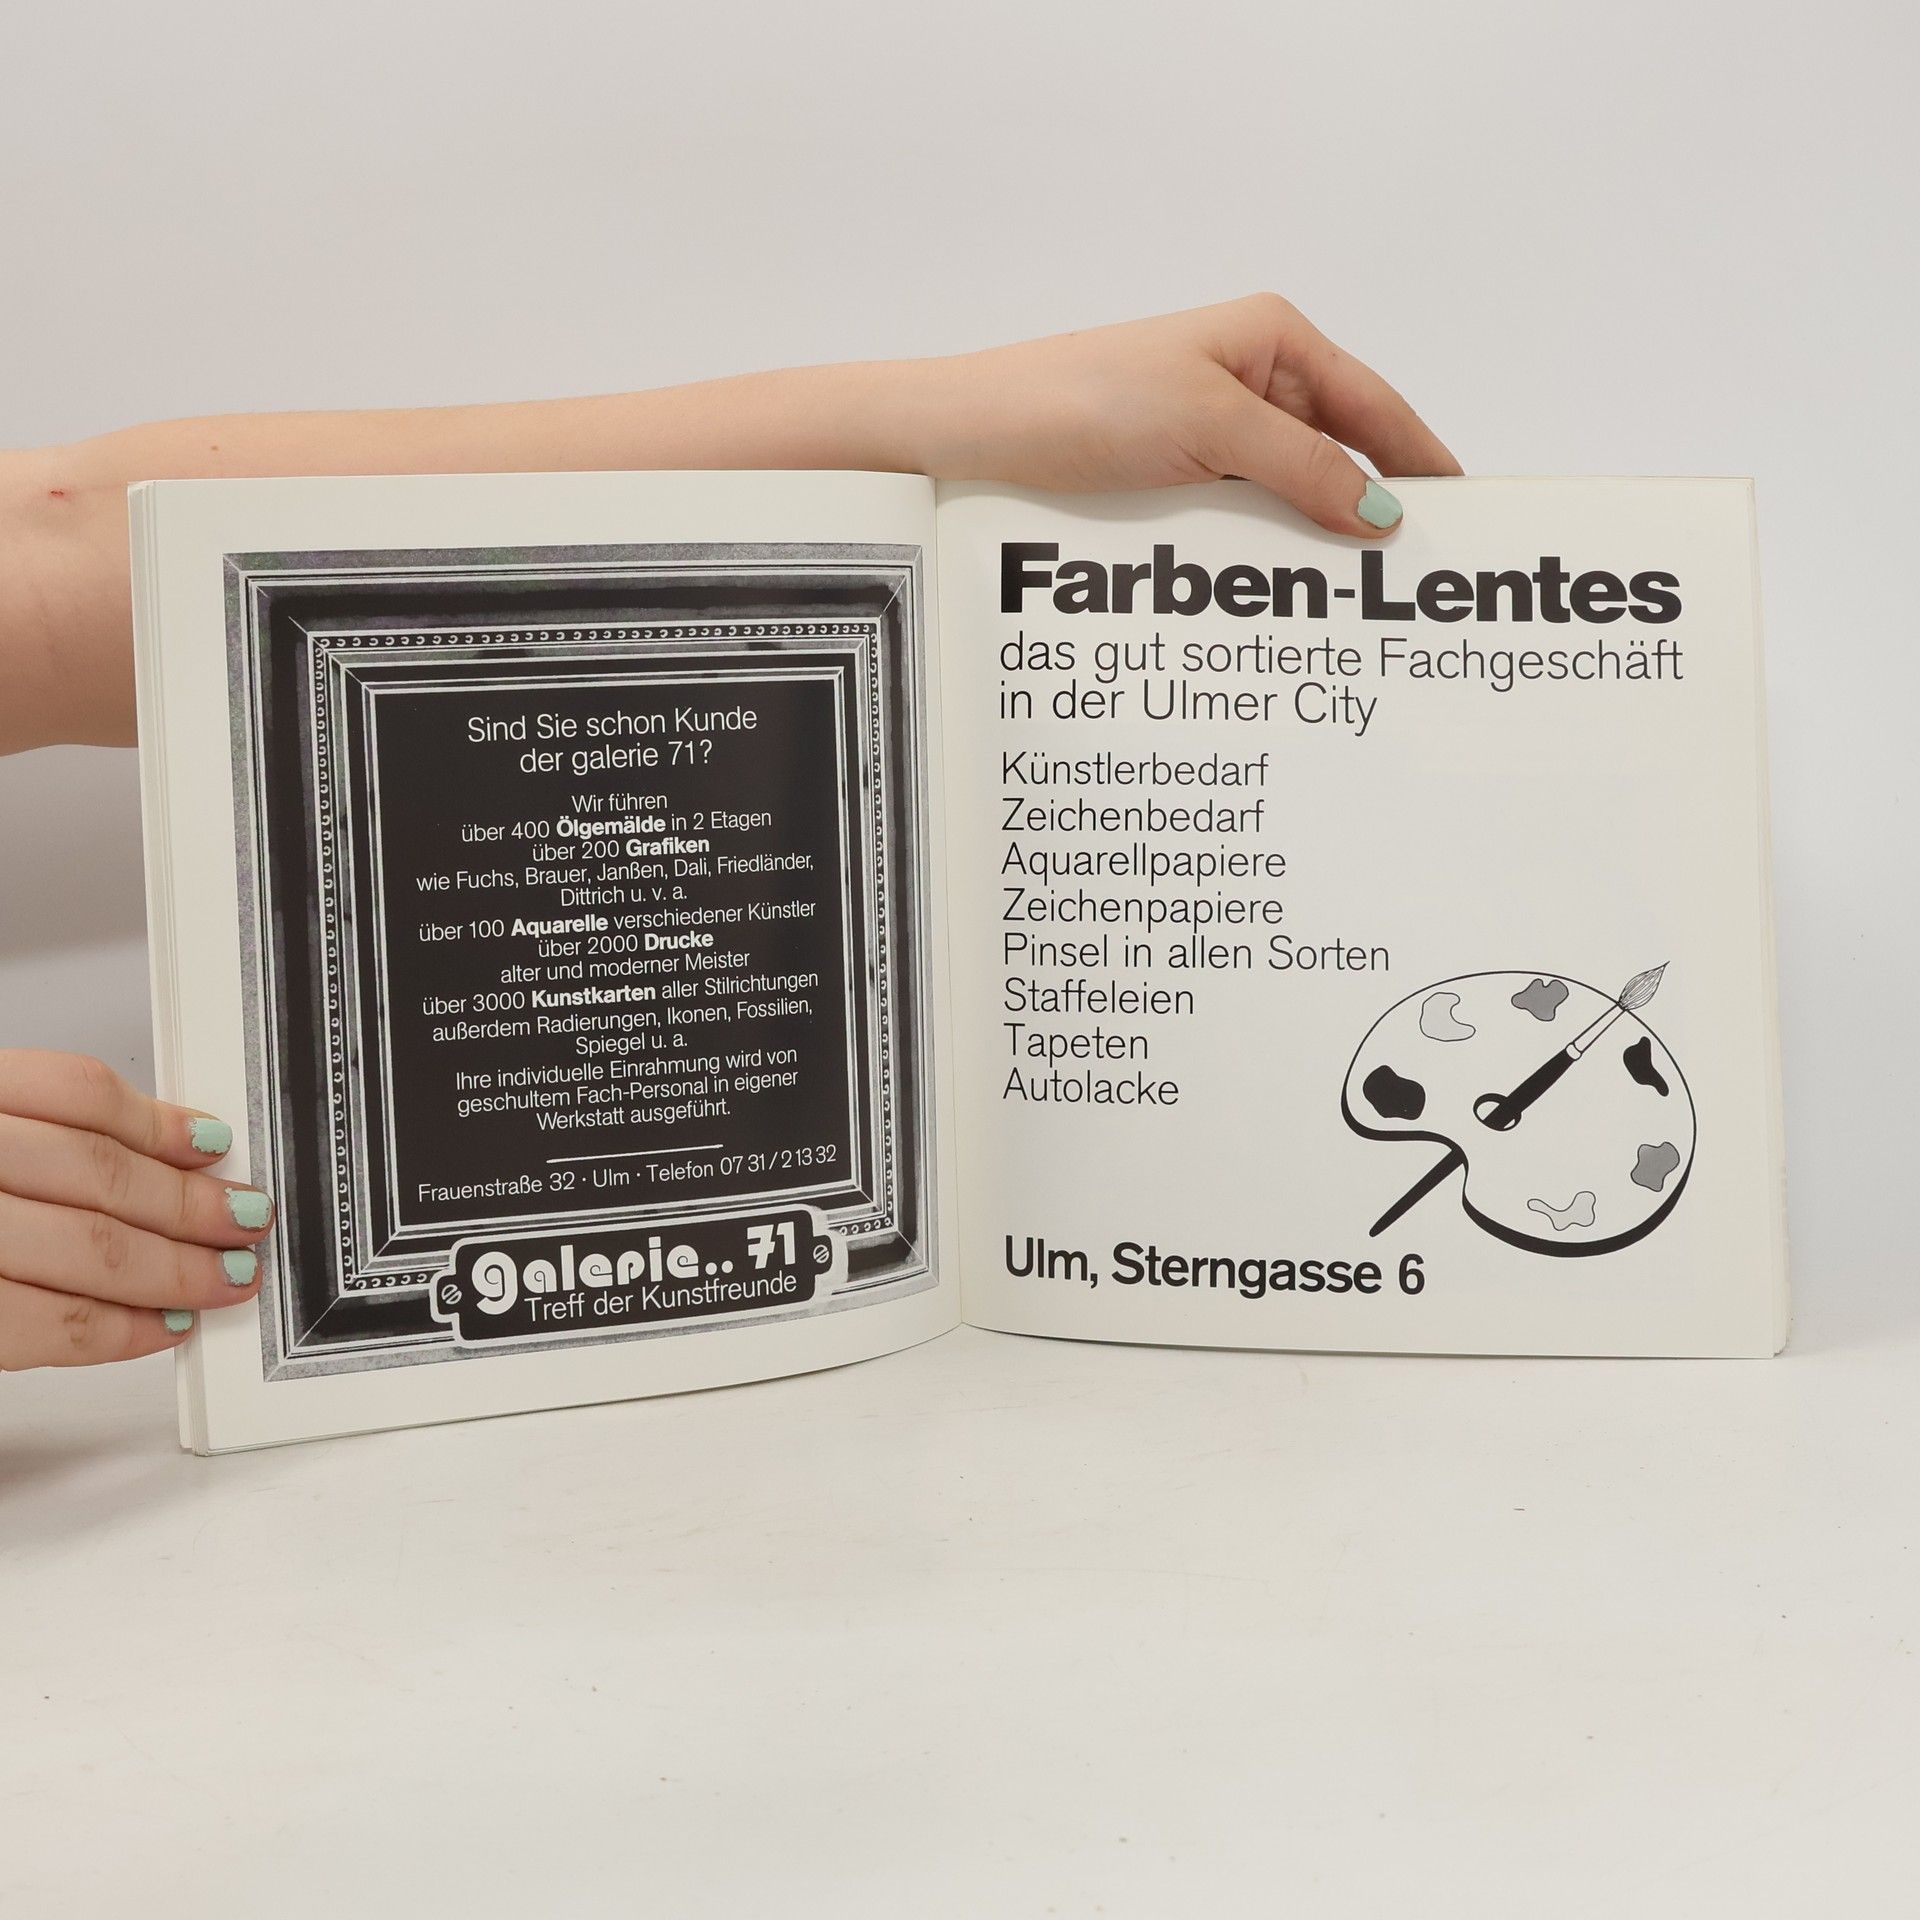 Sind Sie schon Kunde
der galerie 71?
Wir führen
über 400 Ölgemälde in 2 Etagen
über 200 Grafiken
wie Fuchs, Brauer, Janßen, Dali, Friedländer,
Dittrich u. v. a.
über 100 Aquarelle verschiedener Künstler
über 2000 Drucke
alter und moderner Meister
über 3000 Kunstkarten aller Stilrichtungen
außerdem Radierungen, Ikonen, Fossilien,
Spiegel u. a.
Ihre individuelle Einrahmung wird von
geschultem Fach-Personal in eigener
Werkstatt ausgeführt.
Frauenstraße 32 · Ulm · Telefon 07 31 / 2 13 32
galerie.. 71
Treff der Kunstfreunde
Farben-Lentes
das gut sortierte Fachgeschäft
in der Ulmer City
Künstlerbedarf
Zeichenbedarf
Aquarellpapiere
Zeichenpapiere
Pinsel in allen Sorten
Staffeleien
Tapeten
Autolacke
Ulm, Sterngasse 6